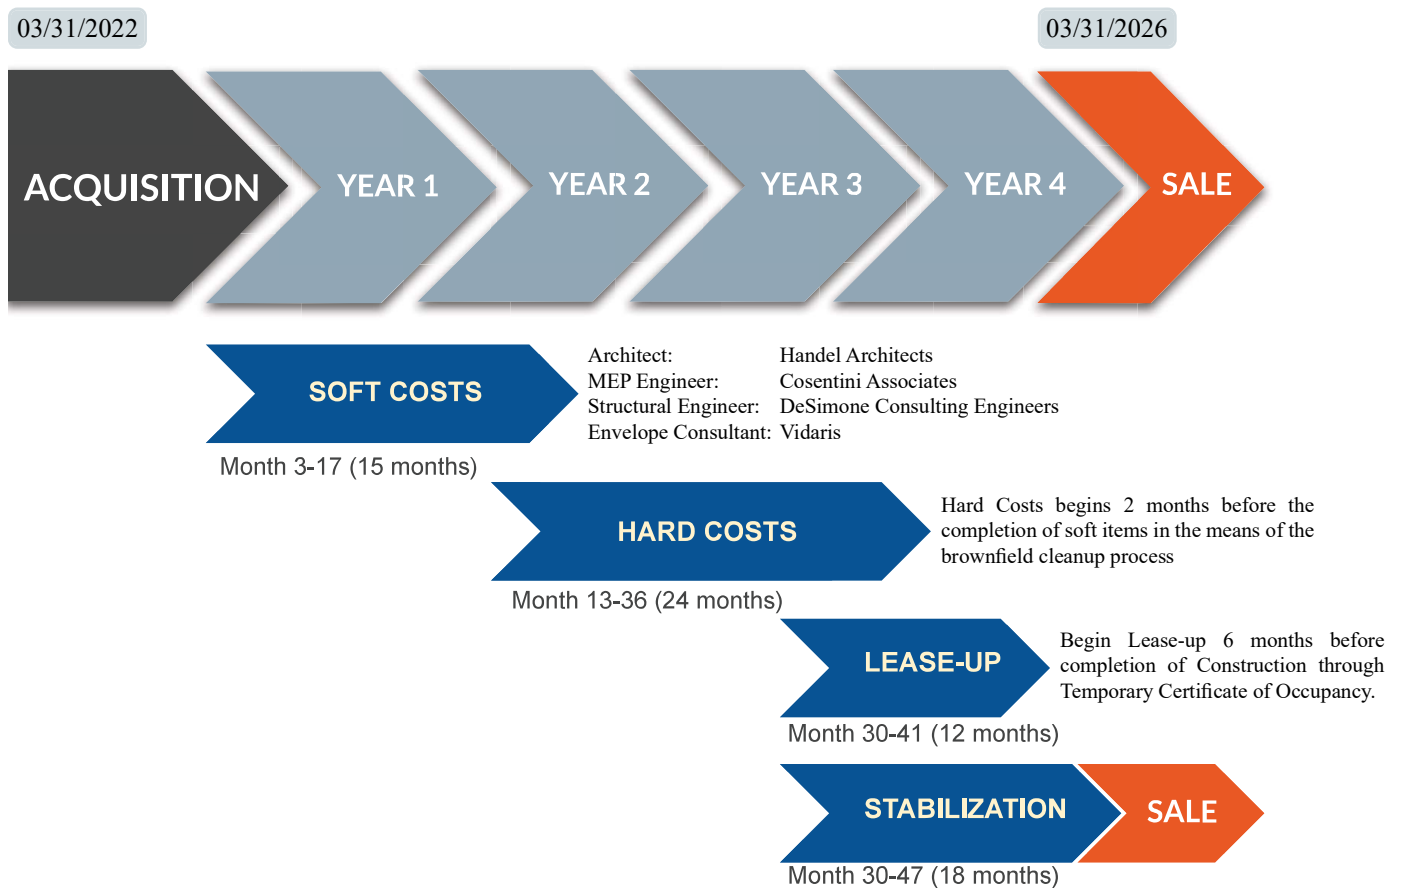 03/31/2022
03/31/2026
ACQUISITION
YEAR 1
YEAR 2
YEAR 3
YEAR 4
SALE
SOFT COSTS
Architect: Handel Architects
MEP Engineer: Cosentini Associates
Structural Engineer: DeSimone Consulting Engineers
Envelope Consultant: Vidaris
Month 3-17 (15 months)
HARD COSTS
Hard Costs begins 2 months before the
completion of soft items in the means of the
brownfield cleanup process
Month 13-36 (24 months)
LEASE-UP
Begin Lease-up 6 months before
completion of Construction through
Temporary Certificate of Occupancy.
Month 30-41 (12 months)
STABILIZATION
SALE
Month 30-47 (18 months)